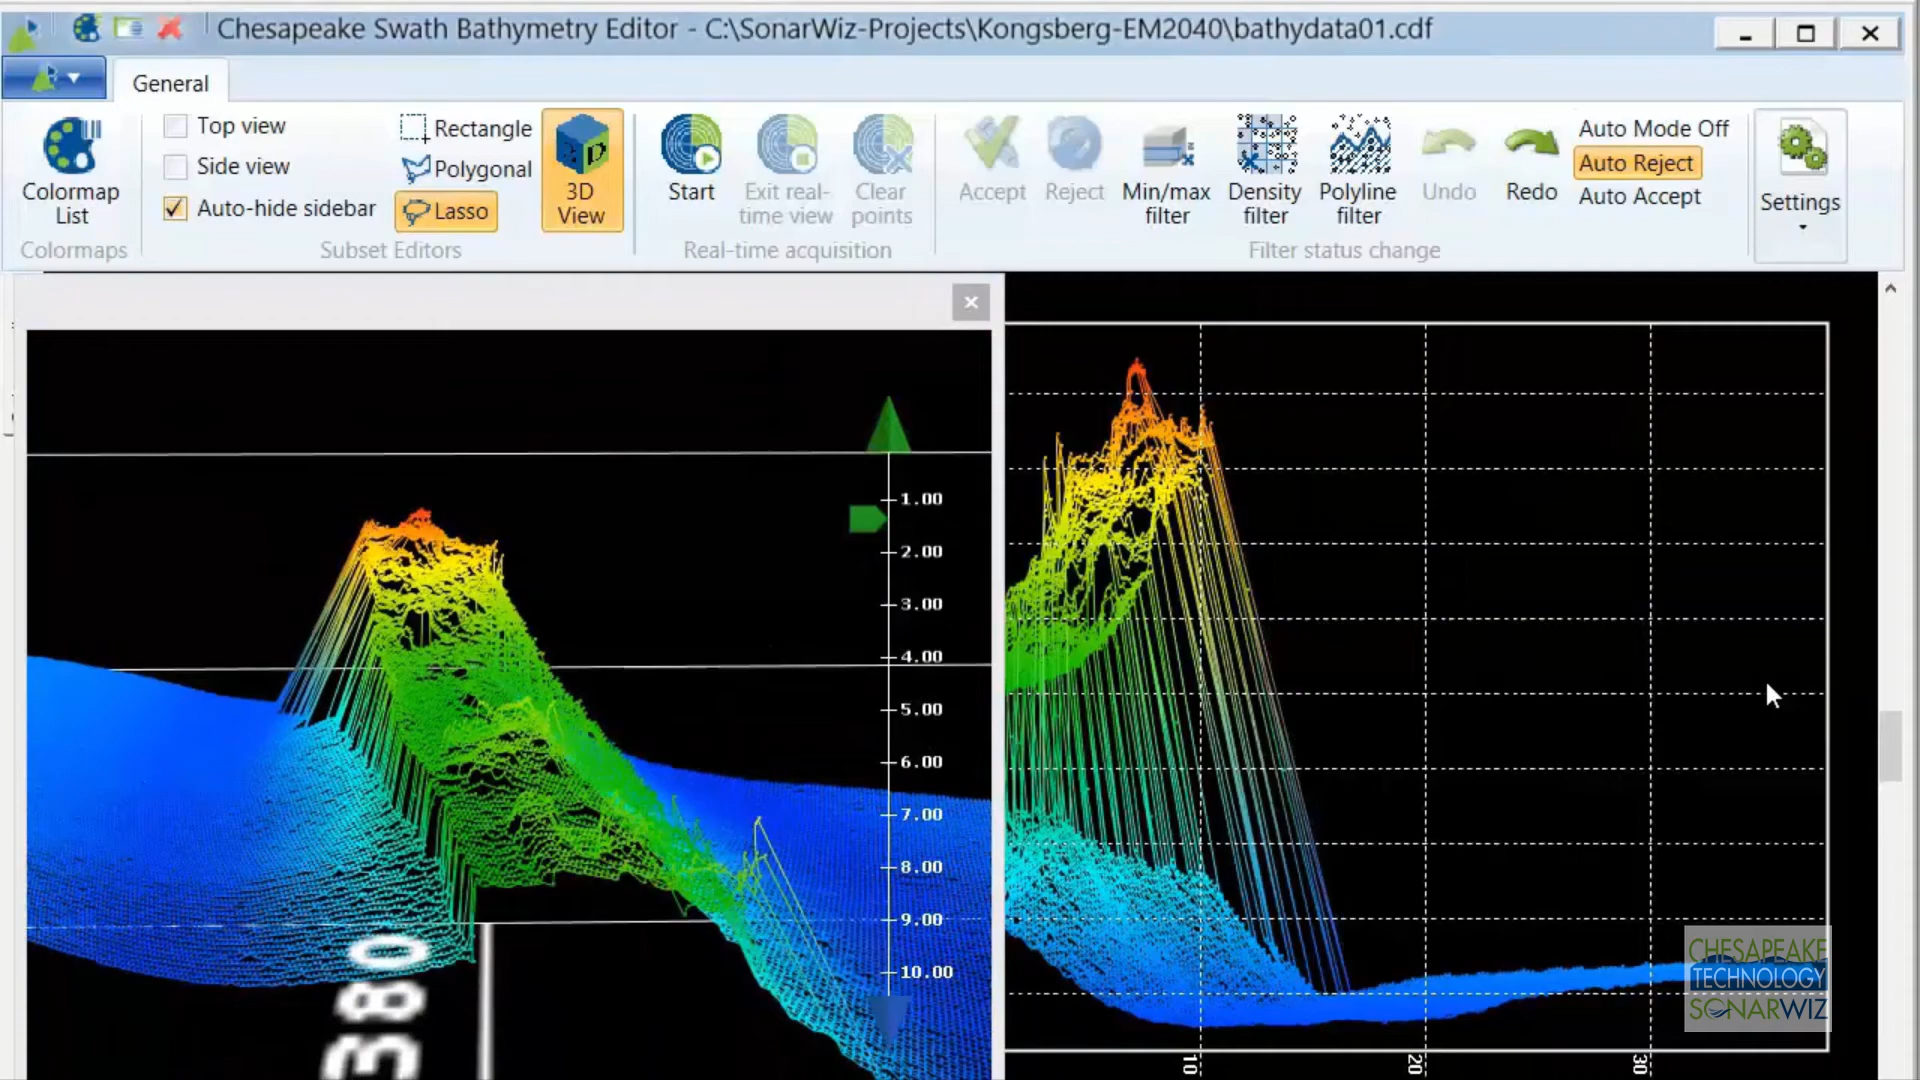 Chesapeake Swath Bathymetry Editor - C:\SonarWiz-Projects\Kongsberg-EM2040\bathydata01.cdf
General
Colormap List
Colormaps
Top view
Side view
Auto-hide sidebar
Rectangle
Polygonal
Lasso
3D View
Subset Editors
Start
Exit real-time view
Clear points
Real-time acquisition
Accept
Reject
Min/max filter
Density filter
Polyline filter
Undo
Redo
Auto Mode Off
Auto Reject
Auto Accept
Filter status change
Settings
1.00
2.00
3.00
4.00
5.00
6.00
7.00
8.00
9.00
10.00
380
10
20
30
CHESAPEAKE
TECHNOLOGY
SONARWIZ